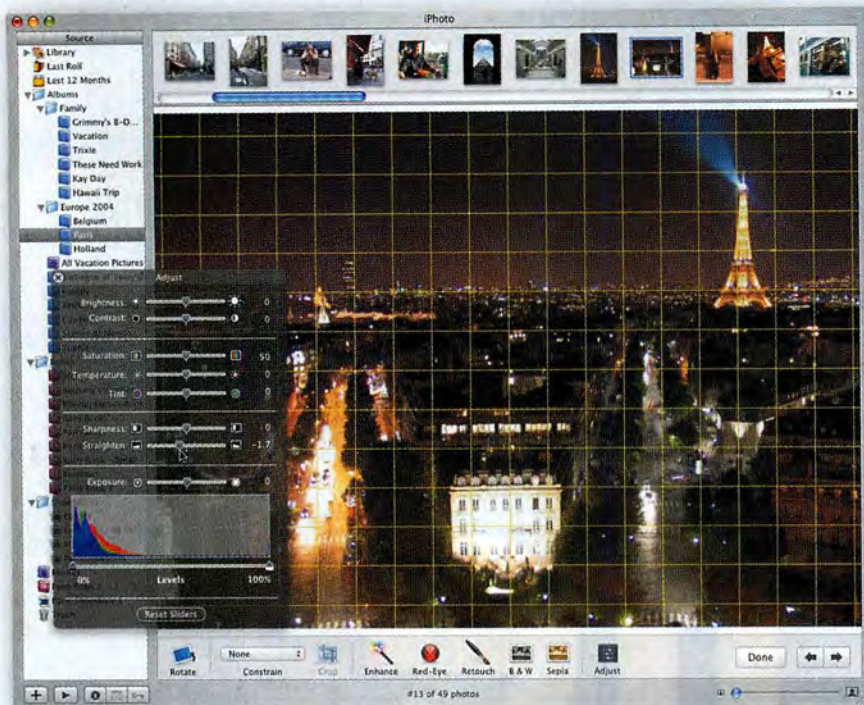 iPhoto
Source
Library
Last Roll
Last 12 Months
Albums
Family
Grimmy's B-D...
Vacation
Trixie
These Need Work
Kay Day
Hawaii Trip
Europe 2004
Belgium
Paris
Holland
All Vacation Pictures
Adjust
Brightness: 0
Contrast: 0
Saturation: 50
Temperature: 0
Tint: 0
Sharpness: 0
Straighten: -1.7
Exposure: 0
0% Levels 100%
Reset Sliders
Rotate
None
Constrain
Crop
Enhance
Red-Eye
Retouch
B & W
Sepia
Adjust
Done
#13 of 49 photos